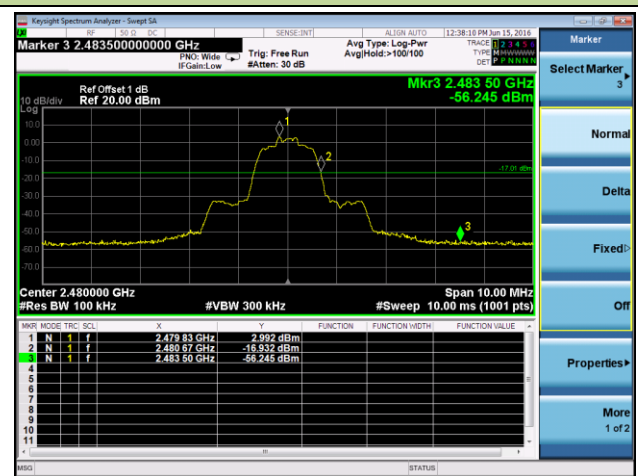 Keysight Spectrum Analyzer - Swept SA
RF 50 Ω DC SENSE:INT ALIGN AUTO 12:38:10 PM Jun 15, 2016
Marker 3 2.483500000000 GHz
PNO: Wide
IFGain:Low
Trig: Free Run
#Atten: 30 dB
Avg Type: Log-Pwr
Avg|Hold:>100/100
TRACE 1 2 3 4 5 6
TYPE MWWWWW
DET P P N N N N
Mkr3 2.483 50 GHz
-56.245 dBm
Ref Offset 1 dB
10 dB/div Ref 20.00 dBm
Log
10.0
0.00
-10.0
-20.0
-30.0
-40.0
-50.0
-60.0
-70.0
1
2
3
-17.01 dBm
Center 2.480000 GHz Span 10.00 MHz
#Res BW 100 kHz #VBW 300 kHz #Sweep 10.00 ms (1001 pts)
MKR MODE TRC SCL X Y FUNCTION FUNCTION WIDTH FUNCTION VALUE
1 N 1 f 2.479 83 GHz 2.992 dBm
2 N 1 f 2.480 67 GHz -16.932 dBm
3 N 1 f 2.483 50 GHz -56.245 dBm
4
5
6
7
8
9
10
11
MSG STATUS
Marker
Select Marker
3
Normal
Delta
Fixed
Off
Properties
More
1 of 2